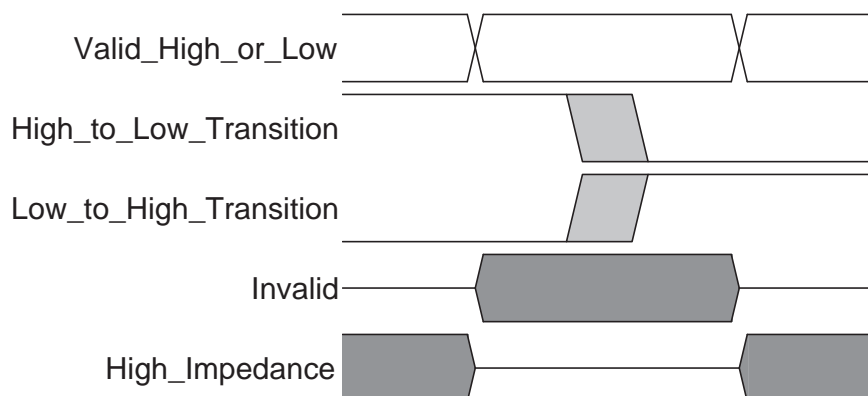 Valid_High_or_Low
High_to_Low_Transition
Low_to_High_Transition
Invalid
High_Impedance